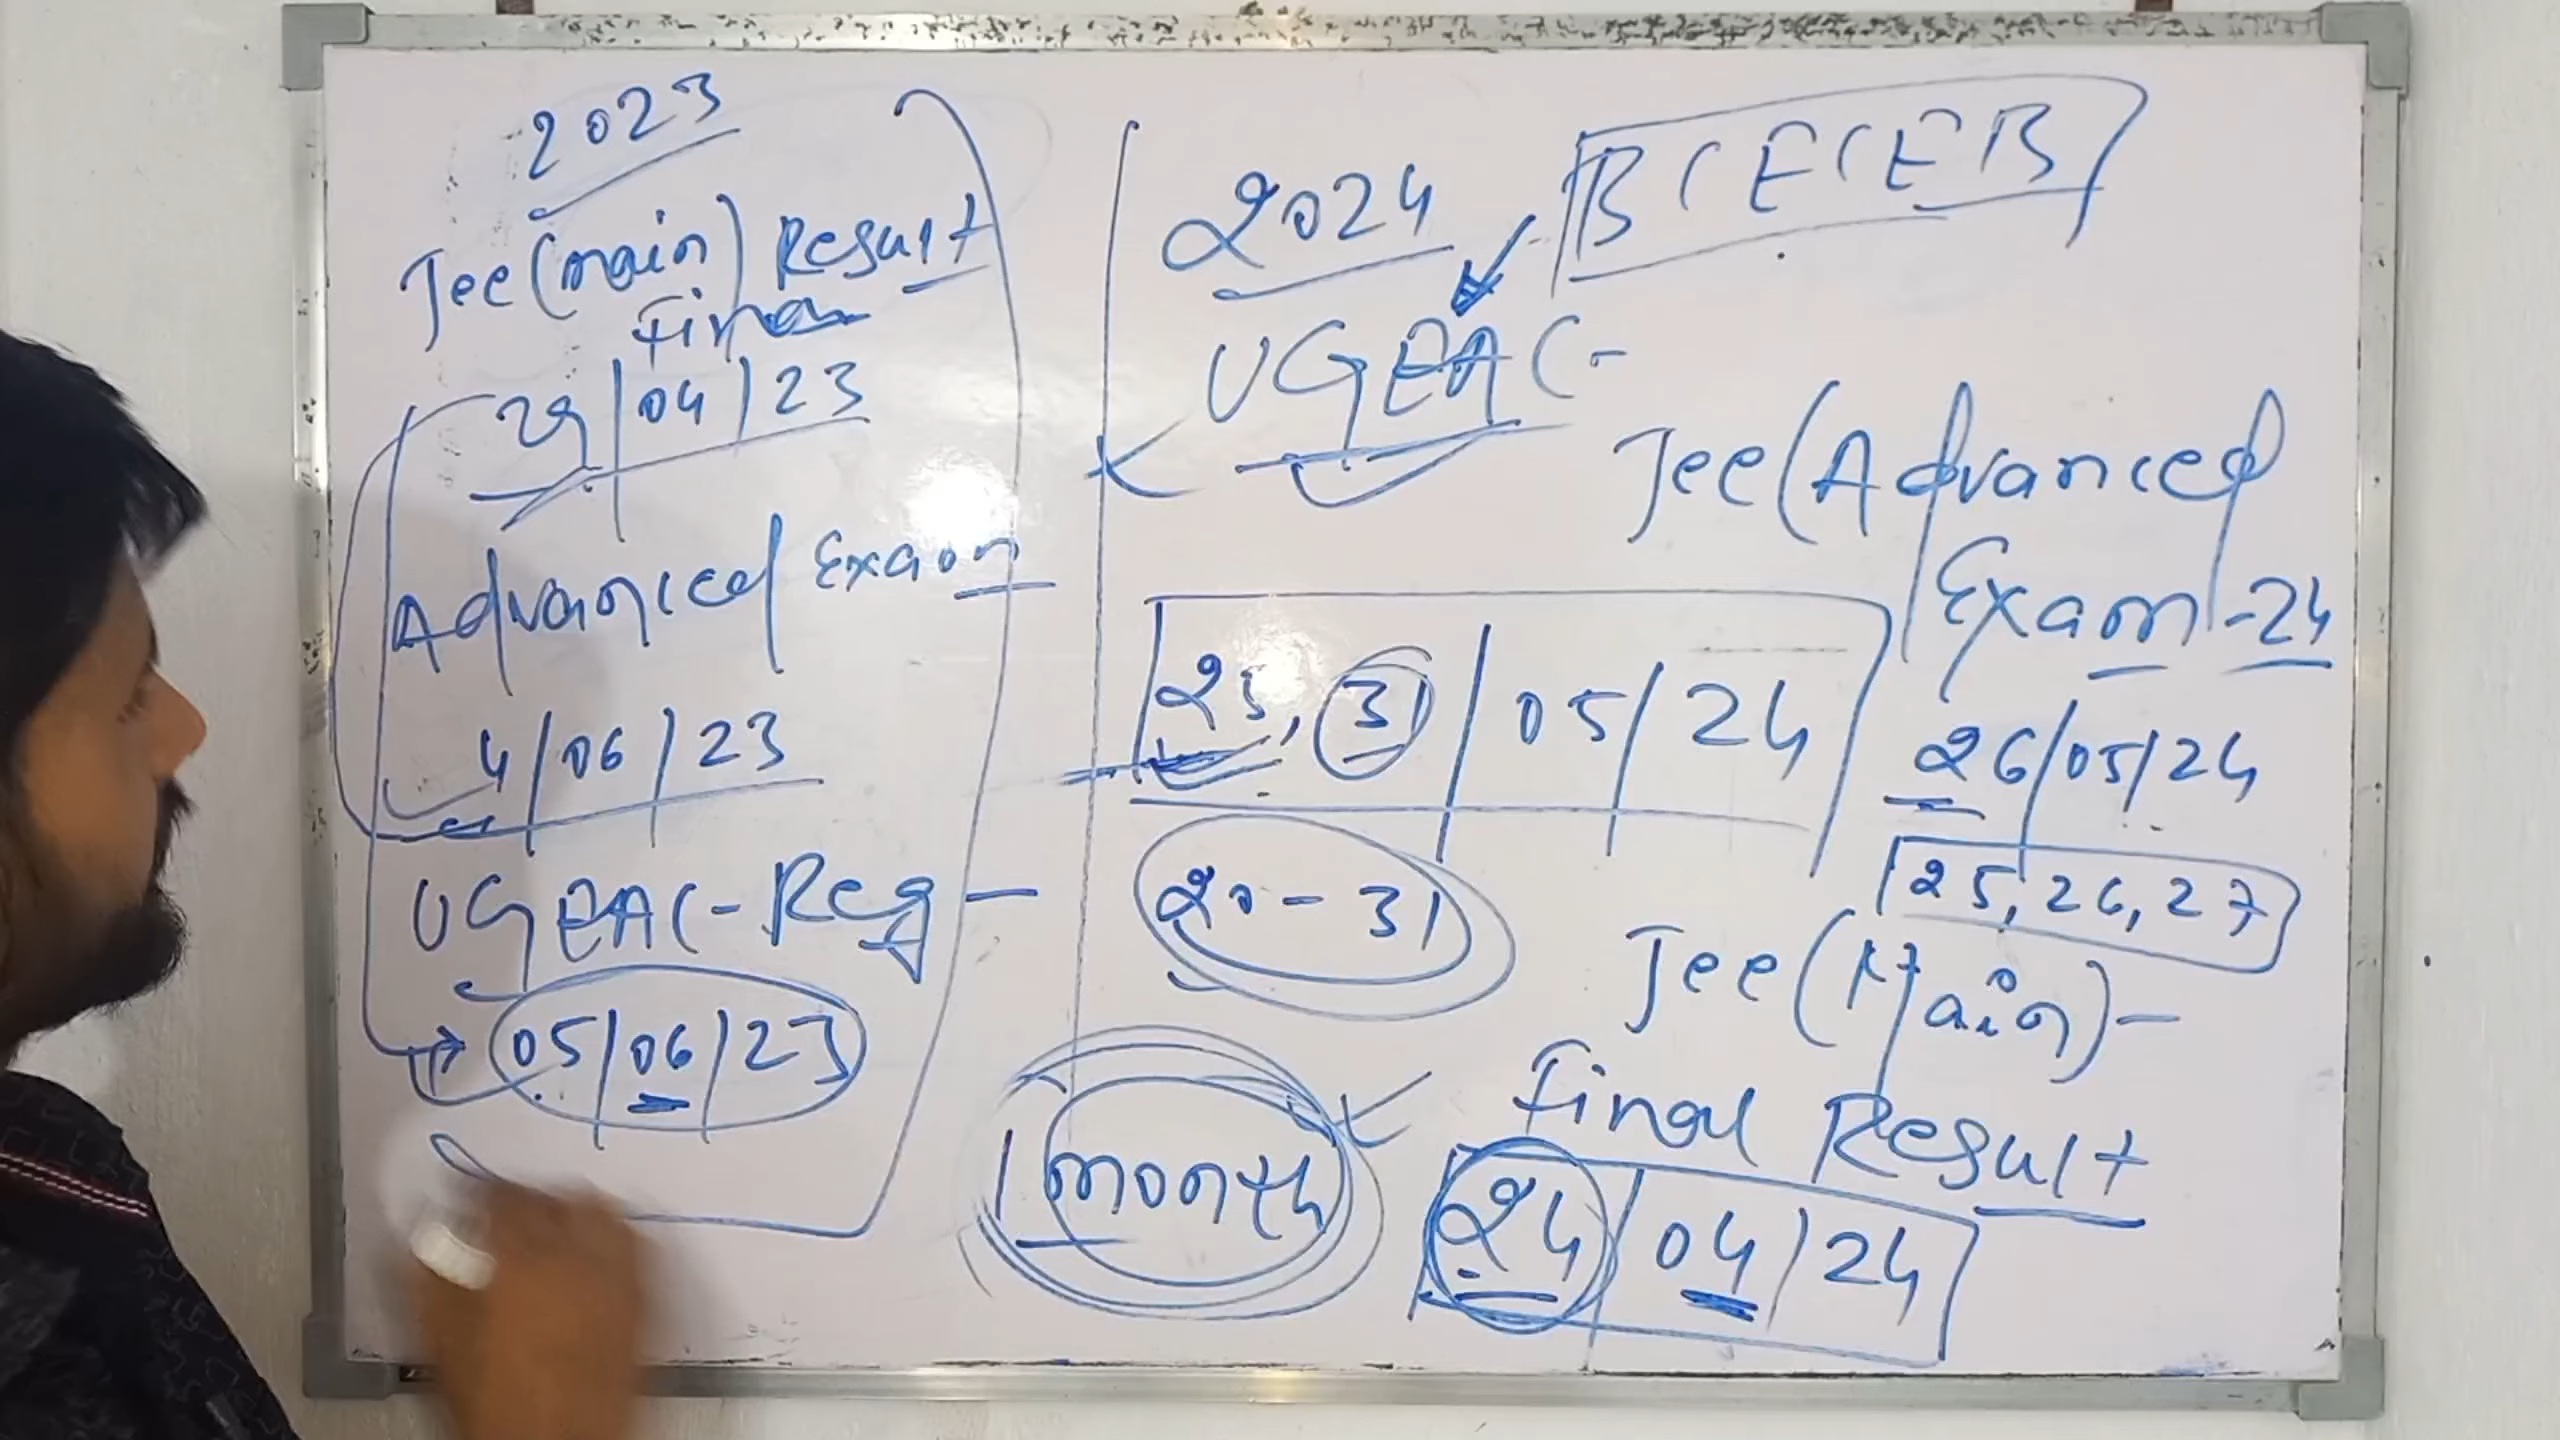 2023
Jee (main) Result
Final
29/04/23
Advanced Exam
4/06/23
UGEAC-Reg -
05/06/23
BCECEB
2024
UGEAC-
Jee (Advanced
Exam - 24
25, 31/05/24
26/05/24
20-31
25, 26, 27
Jee (Main) -
Final Result
1 month
24/04/24